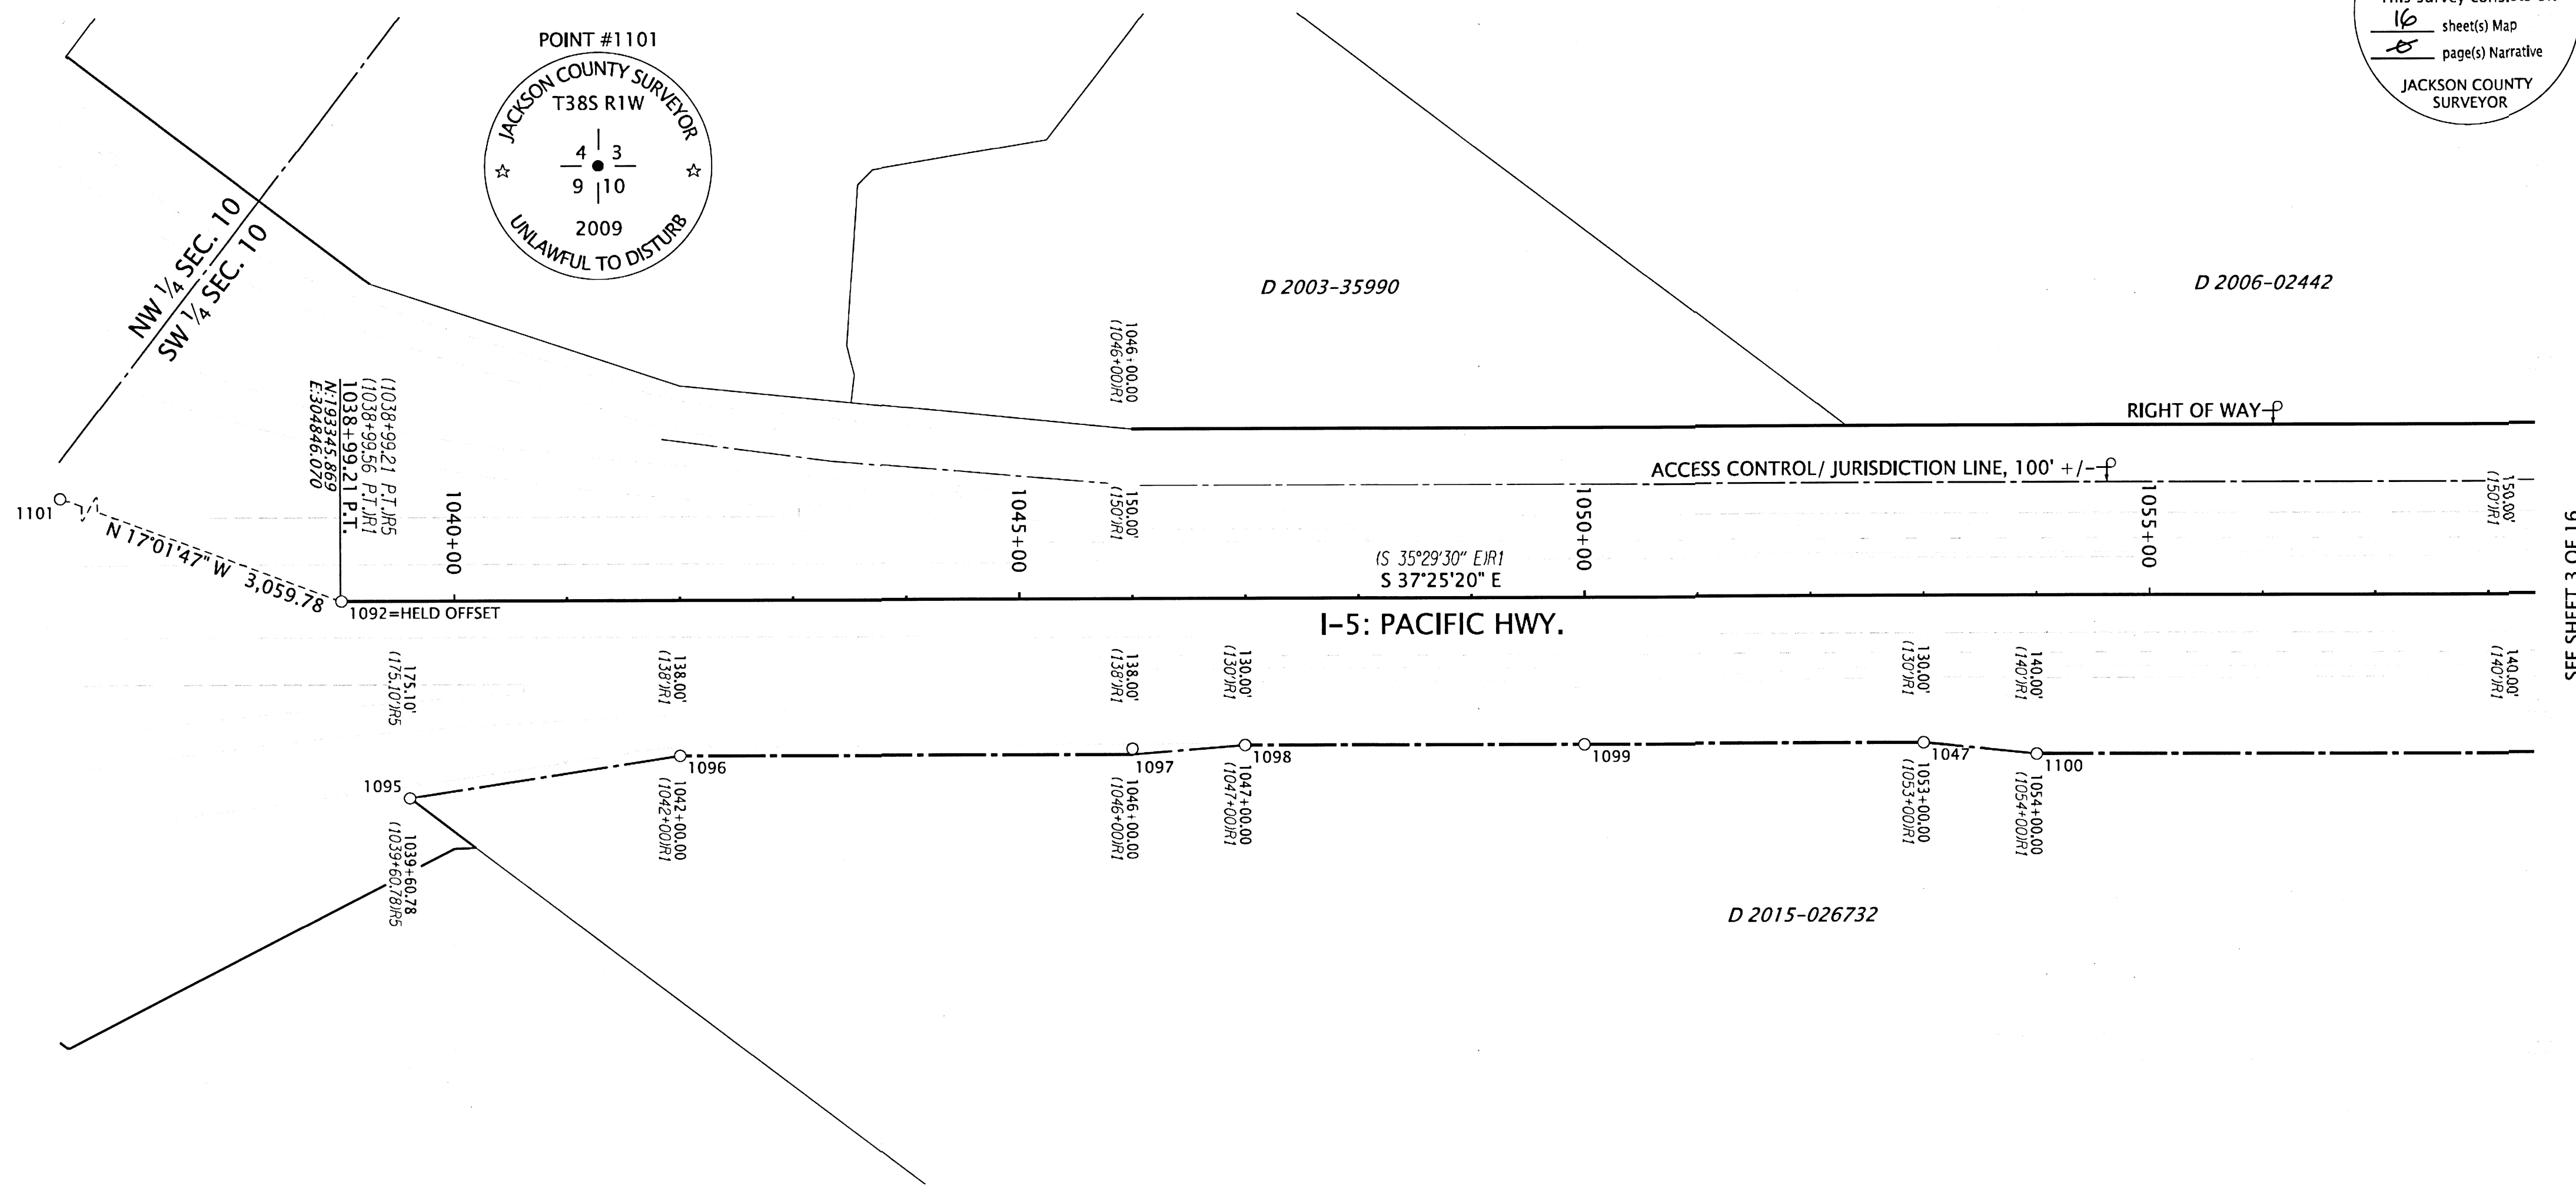 POINT #1101
JACKSON COUNTY SURVEYOR
T38S R1W
4 3
9 10
2009
UNLAWFUL TO DISTURB
16 sheet(s) Map
page(s) Narrative
JACKSON COUNTY
SURVEYOR
NW ¼ SEC. 10
SW ¼ SEC. 10
D 2003-35990
D 2006-02442
1046+00.00
(1046+00)R1
RIGHT OF WAY
ACCESS CONTROL/ JURISDICTION LINE, 100' +/-
(1038+99.21 P.T.)R5
(1038+99.56 P.T.)R1
1038+99.21 P.T.
N:193345.869
E:304846.070
1101
N 17°01'47" W 3,059.78
1092=HELD OFFSET
1040+00
1045+00
150.00'
(150')R1
1050+00
1055+00
150.00'
(150')R1
(S 35°29'30" E)R1
S 37°25'20" E
I-5: PACIFIC HWY.
SEE SHEET 3 OF 16
175.10'
(175.10')R5
138.00'
(138')R1
138.00'
(138')R1
130.00'
(130')R1
130.00'
(130')R1
140.00'
(140')R1
140.00'
(140')R1
1095
1096
1097
1098
1099
1047
1100
1039+60.78
(1039+60.78)R5
1042+00.00
(1042+00)R1
1046+00.00
(1046+00)R1
1047+00.00
(1047+00)R1
1053+00.00
(1053+00)R1
1054+00.00
(1054+00)R1
D 2015-026732